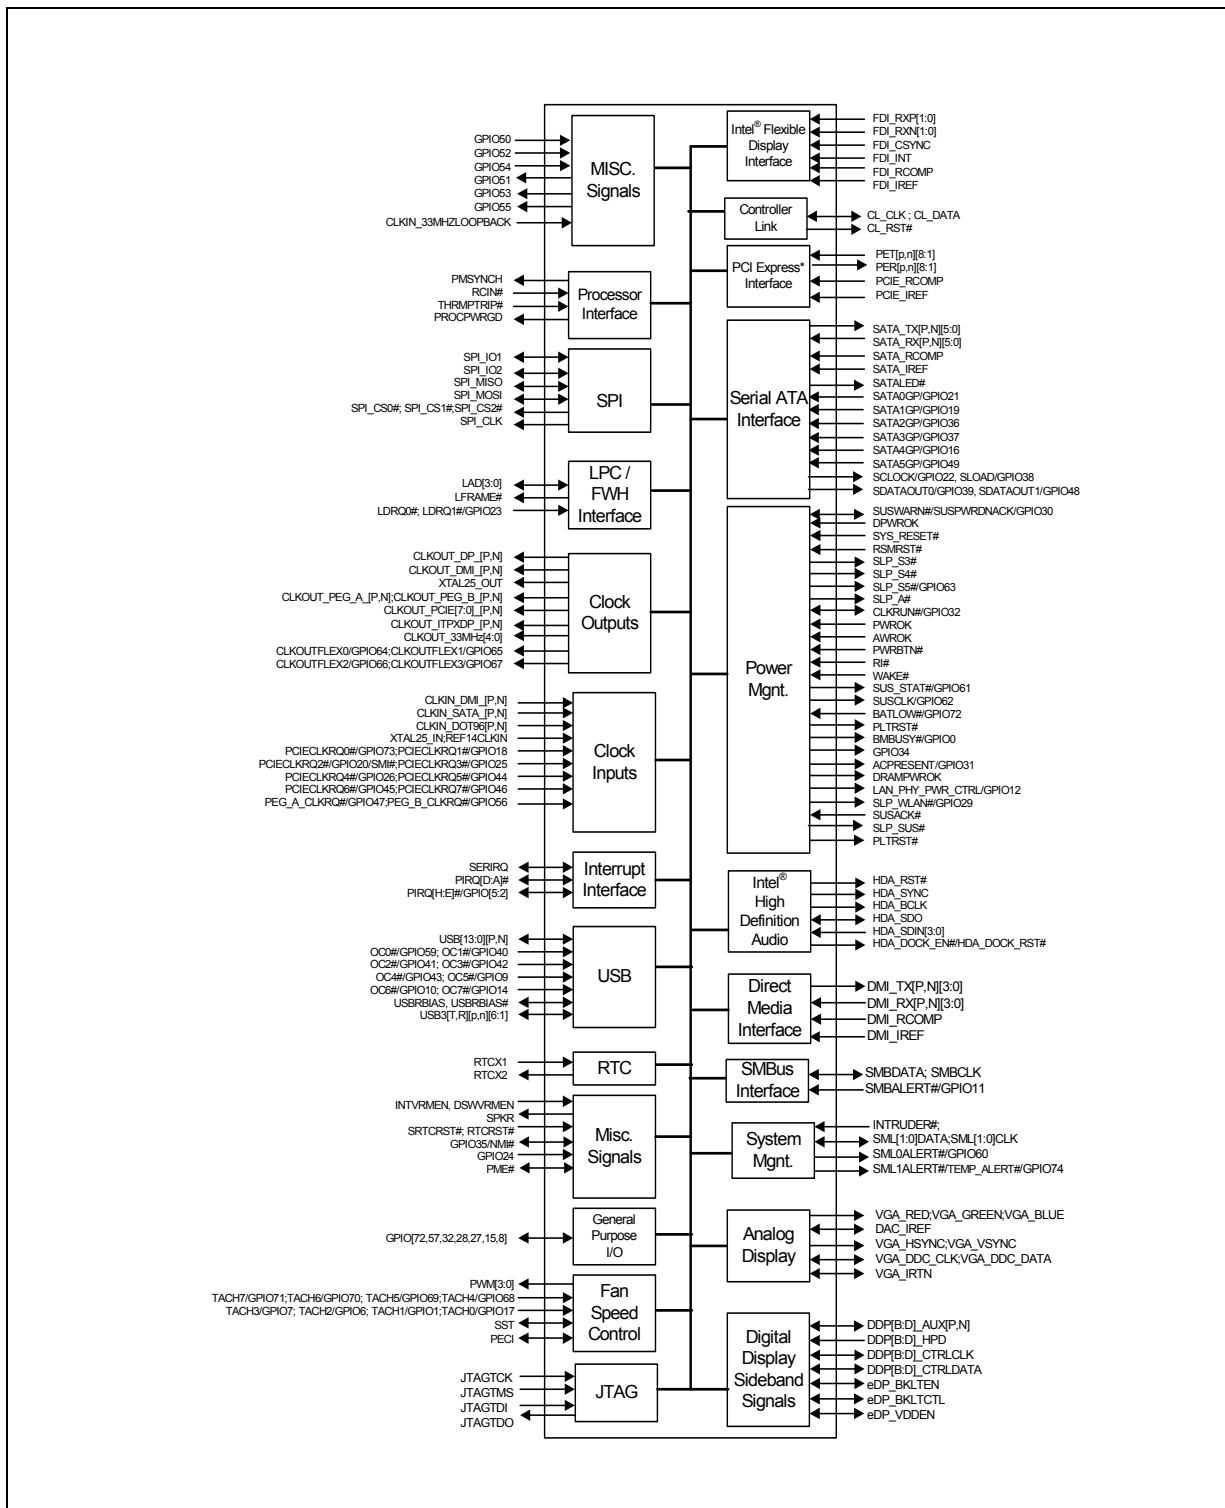 GPIO50
GPIO52
GPIO54
GPIO51
GPIO53
GPIO55
CLKIN_33MHZLOOPBACK
MISC.
Signals
PMSYNCH
RCIN#
THRMPTRIP#
PROCPWRGD
Processor
Interface
SPI_IO1
SPI_IO2
SPI_MISO
SPI_MOSI
SPI_CS0#; SPI_CS1#;SPI_CS2#
SPI_CLK
SPI
LAD[3:0]
LFRAME#
LDRQ0#; LDRQ1#/GPIO23
LPC /
FWH
Interface
CLKOUT_DP_[P,N]
CLKOUT_DMI_[P,N]
XTAL25_OUT
CLKOUT_PEG_A_[P,N];CLKOUT_PEG_B_[P,N]
CLKOUT_PCIE[7:0]_[P,N]
CLKOUT_ITPXDP_[P,N]
CLKOUT_33MHz[4:0]
CLKOUTFLEX0/GPIO64;CLKOUTFLEX1/GPIO65
CLKOUTFLEX2/GPIO66;CLKOUTFLEX3/GPIO67
Clock
Outputs
CLKIN_DMI_[P,N]
CLKIN_SATA_[P,N]
CLKIN_DOT96[P,N]
XTAL25_IN;REF14CLKIN
PCIECLKRQ0#/GPIO73;PCIECLKRQ1#/GPIO18
PCIECLKRQ2#/GPIO20/SMI#;PCIECLKRQ3#/GPIO25
PCIECLKRQ4#/GPIO26;PCIECLKRQ5#/GPIO44
PCIECLKRQ6#/GPIO45;PCIECLKRQ7#/GPIO46
PEG_A_CLKRQ#/GPIO47;PEG_B_CLKRQ#/GPIO56
Clock
Inputs
SERIRQ
PIRQ[D:A]#
PIRQ[H:E]#/GPIO[5:2]
Interrupt
Interface
USB[13:0][P,N]
OC0#/GPIO59; OC1#/GPIO40
OC2#/GPIO41; OC3#/GPIO42
OC4#/GPIO43; OC5#/GPIO9
OC6#/GPIO10; OC7#/GPIO14
USBRBIAS, USBRBIAS#
USB3[T,R][p,n][6:1]
USB
RTCX1
RTCX2
RTC
INTVRMEN, DSWVRMEN
SPKR
SRTCRST#; RTCRST#
GPIO35/NMI#
GPIO24
PME#
Misc.
Signals
GPIO[72,57,32,28,27,15,8]
General
Purpose
I/O
PWM[3:0]
TACH7/GPIO71;TACH6/GPIO70; TACH5/GPIO69;TACH4/GPIO68
TACH3/GPIO7; TACH2/GPIO6; TACH1/GPIO1;TACH0/GPIO17
SST
PECI
Fan
Speed
Control
JTAGTCK
JTAGTMS
JTAGTDI
JTAGTDO
JTAG
Intel® Flexible
Display
Interface
FDI_RXP[1:0]
FDI_RXN[1:0]
FDI_CSYNC
FDI_INT
FDI_RCOMP
FDI_IREF
Controller
Link
CL_CLK ; CL_DATA
CL_RST#
PCI Express*
Interface
PET[p,n][8:1]
PER[p,n][8:1]
PCIE_RCOMP
PCIE_IREF
Serial ATA
Interface
SATA_TX[P,N][5:0]
SATA_RX[P,N][5:0]
SATA_RCOMP
SATA_IREF
SATALED#
SATA0GP/GPIO21
SATA1GP/GPIO19
SATA2GP/GPIO36
SATA3GP/GPIO37
SATA4GP/GPIO16
SATA5GP/GPIO49
SCLOCK/GPIO22, SLOAD/GPIO38
SDATAOUT0/GPIO39, SDATAOUT1/GPIO48
Power
Mgnt.
SUSWARN#/SUSPWRDNACK/GPIO30
DPWROK
SYS_RESET#
RSMRST#
SLP_S3#
SLP_S4#
SLP_S5#/GPIO63
SLP_A#
CLKRUN#/GPIO32
PWROK
AWROK
PWRBTN#
RI#
WAKE#
SUS_STAT#/GPIO61
SUSCLK/GPIO62
BATLOW#/GPIO72
PLTRST#
BMBUSY#/GPIO0
GPIO34
ACPRESENT/GPIO31
DRAMPWROK
LAN_PHY_PWR_CTRL/GPIO12
SLP_WLAN#/GPIO29
SUSACK#
SLP_SUS#
PLTRST#
Intel®
High
Definition
Audio
HDA_RST#
HDA_SYNC
HDA_BCLK
HDA_SDO
HDA_SDIN[3:0]
HDA_DOCK_EN#/HDA_DOCK_RST#
Direct
Media
Interface
DMI_TX[P,N][3:0]
DMI_RX[P,N][3:0]
DMI_RCOMP
DMI_IREF
SMBus
Interface
SMBDATA; SMBCLK
SMBALERT#/GPIO11
System
Mgnt.
INTRUDER#;
SML[1:0]DATA;SML[1:0]CLK
SML0ALERT#/GPIO60
SML1ALERT#/TEMP_ALERT#/GPIO74
Analog
Display
VGA_RED;VGA_GREEN;VGA_BLUE
DAC_IREF
VGA_HSYNC;VGA_VSYNC
VGA_DDC_CLK;VGA_DDC_DATA
VGA_IRTN
Digital
Display
Sideband
Signals
DDP[B:D]_AUX[P,N]
DDP[B:D]_HPD
DDP[B:D]_CTRLCLK
DDP[B:D]_CTRLDATA
eDP_BKLTEN
eDP_BKLTCTL
eDP_VDDEN